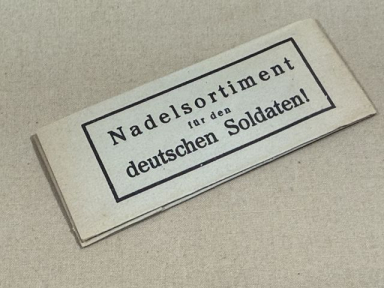 Nadelsortiment
für den
deutschen Soldaten!